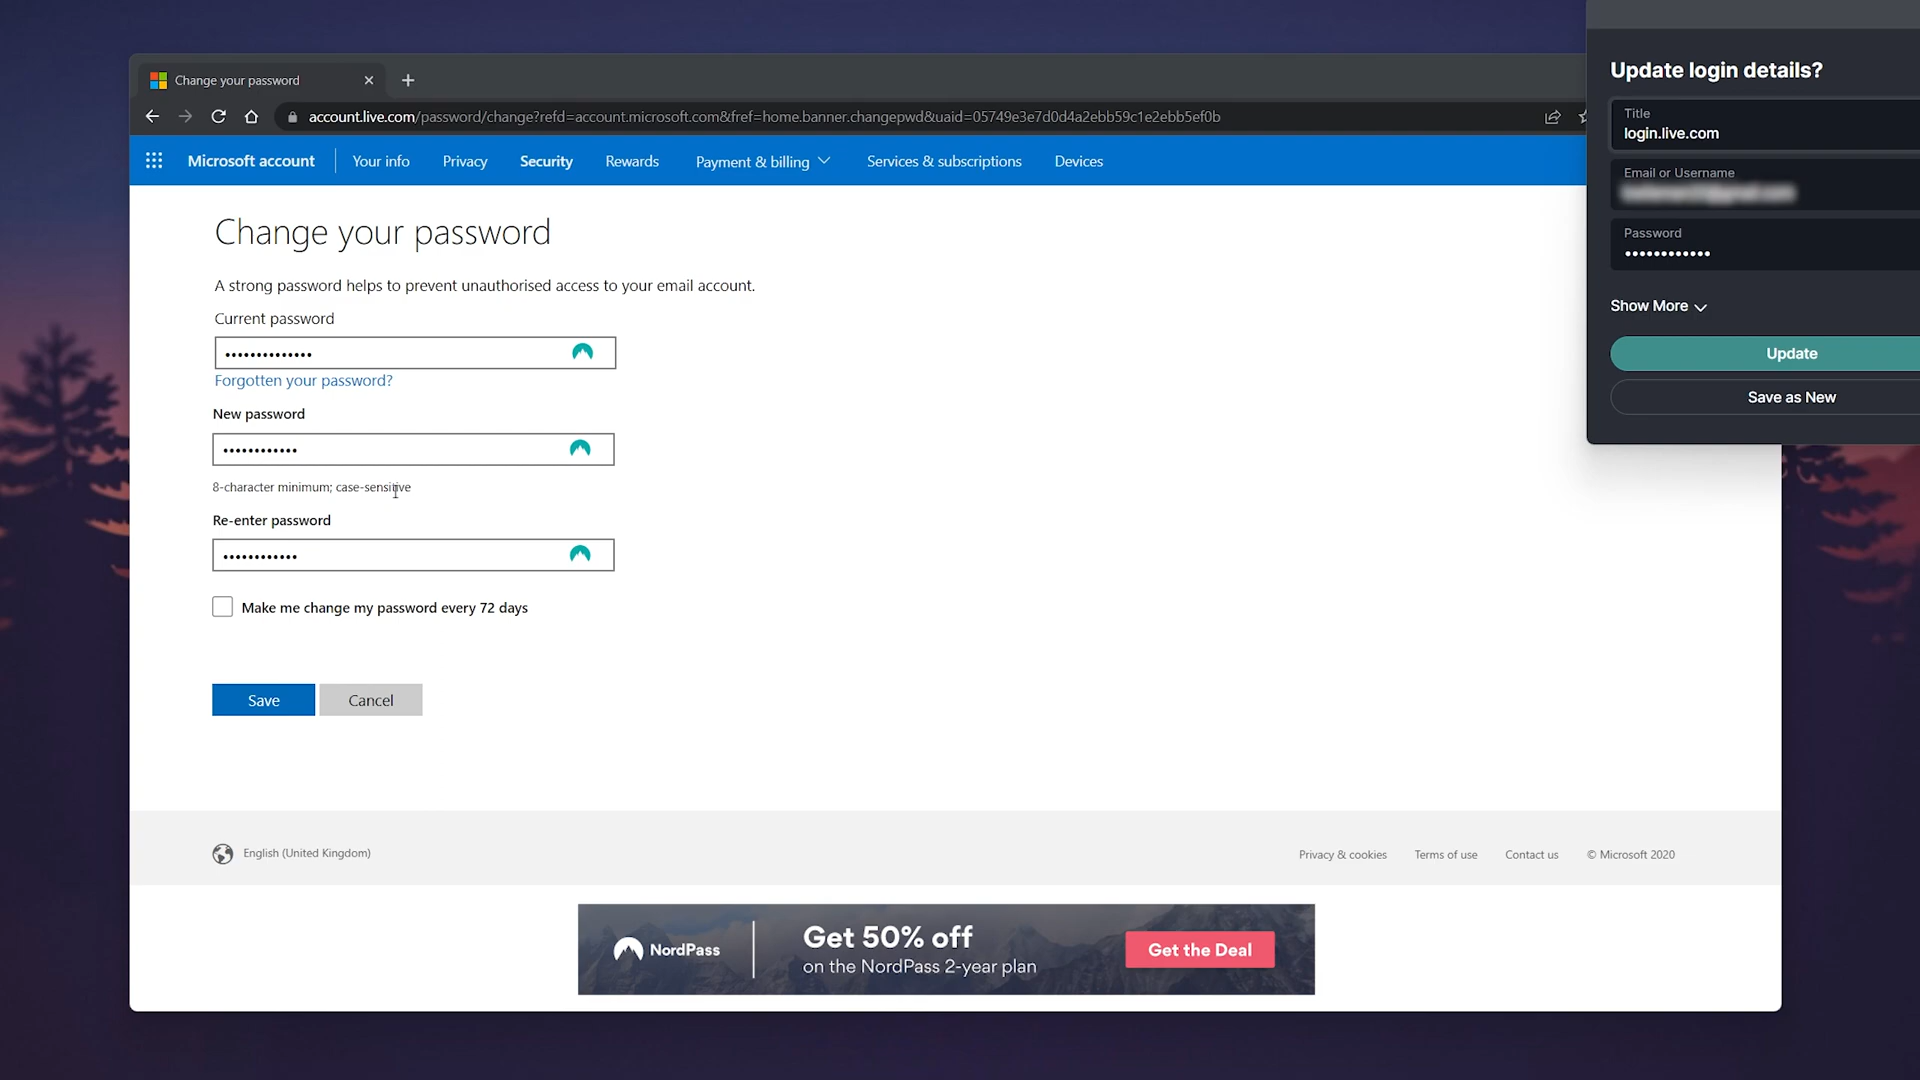 Change your password
account.live.com/password/change?refd=account.microsoft.com&fref=home.banner.changepwd&uaid=05749e3e7d0d4a2ebb59c1e2ebb5ef0b
Microsoft account
Your info
Privacy
Security
Rewards
Payment & billing
Services & subscriptions
Devices
Change your password
A strong password helps to prevent unauthorised access to your email account.
Current password
••••••••••••••
Forgotten your password?
New password
••••••••••••
8-character minimum; case-sensitive
Re-enter password
••••••••••••
Make me change my password every 72 days
Save
Cancel
English (United Kingdom)
Privacy & cookies
Terms of use
Contact us
© Microsoft 2020
NordPass
Get 50% off
on the NordPass 2-year plan
Get the Deal
Update login details?
Title
login.live.com
Email or Username
Password
••••••••••••
Show More
Update
Save as New